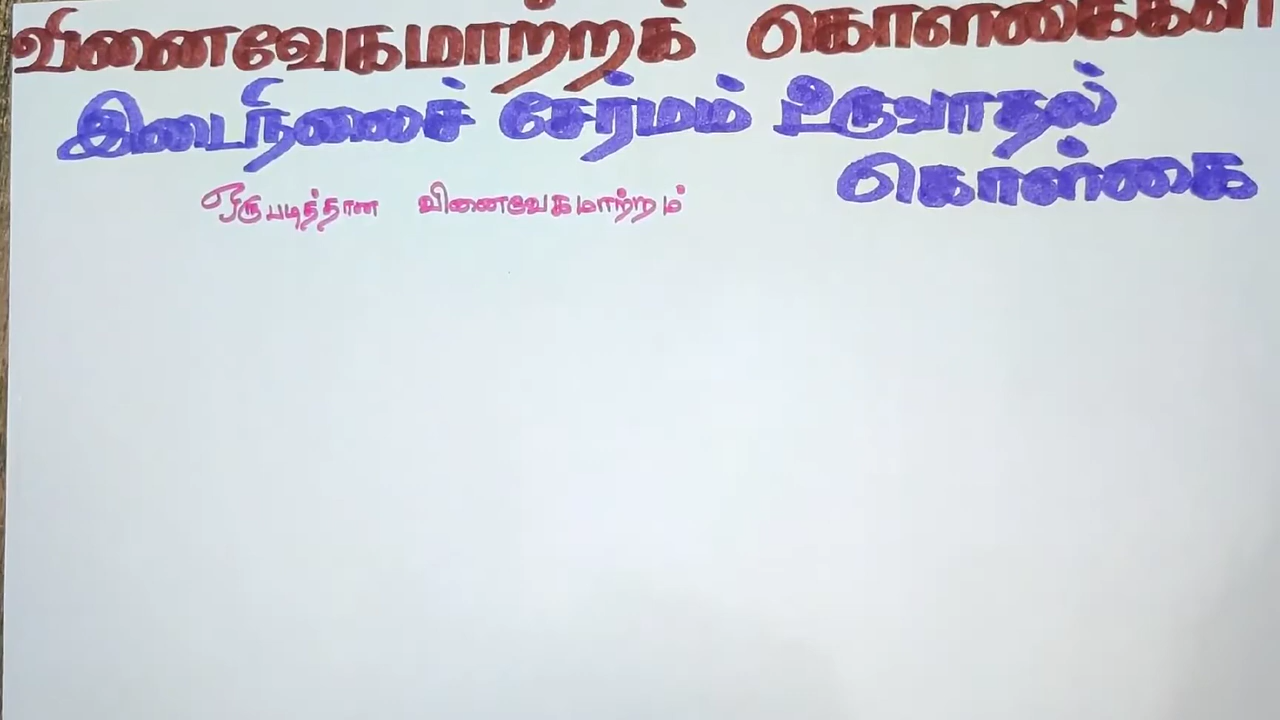 வினைவேகமாற்றக் கொள்கைகள்
இடைநிலைச் சேர்மம் உருவாதல்
கொள்கை
ஒருபடித்தான வினைவேகமாற்றம்